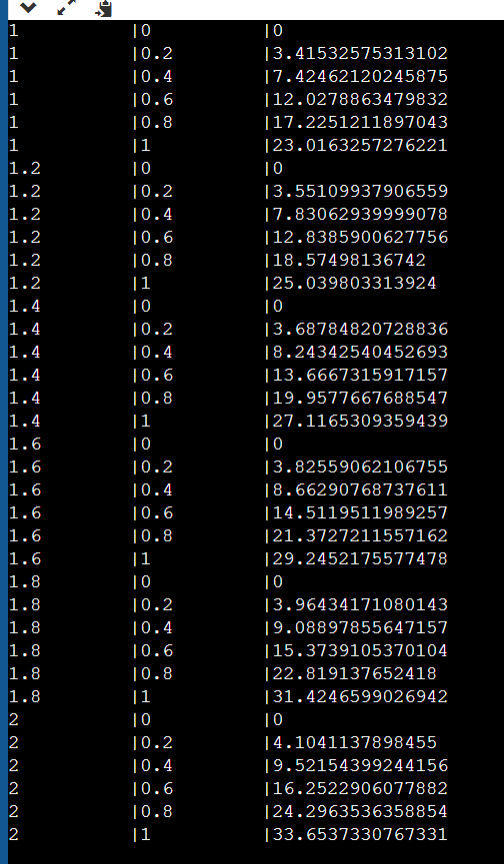 1 |0 |0
1 |0.2 |3.41532575313102
1 |0.4 |7.42462120245875
1 |0.6 |12.0278863479832
1 |0.8 |17.2251211897043
1 |1 |23.0163257276221
1.2 |0 |0
1.2 |0.2 |3.55109937906559
1.2 |0.4 |7.83062939999078
1.2 |0.6 |12.8385900627756
1.2 |0.8 |18.57498136742
1.2 |1 |25.039803313924
1.4 |0 |0
1.4 |0.2 |3.68784820728836
1.4 |0.4 |8.24342540452693
1.4 |0.6 |13.6667315917157
1.4 |0.8 |19.9577667688547
1.4 |1 |27.1165309359439
1.6 |0 |0
1.6 |0.2 |3.82559062106755
1.6 |0.4 |8.66290768737611
1.6 |0.6 |14.5119511989257
1.6 |0.8 |21.3727211557162
1.6 |1 |29.2452175577478
1.8 |0 |0
1.8 |0.2 |3.96434171080143
1.8 |0.4 |9.08897855647157
1.8 |0.6 |15.3739105370104
1.8 |0.8 |22.819137652418
1.8 |1 |31.4246599026942
2 |0 |0
2 |0.2 |4.1041137898455
2 |0.4 |9.52154399244156
2 |0.6 |16.2522906077882
2 |0.8 |24.2963536358854
2 |1 |33.6537330767331